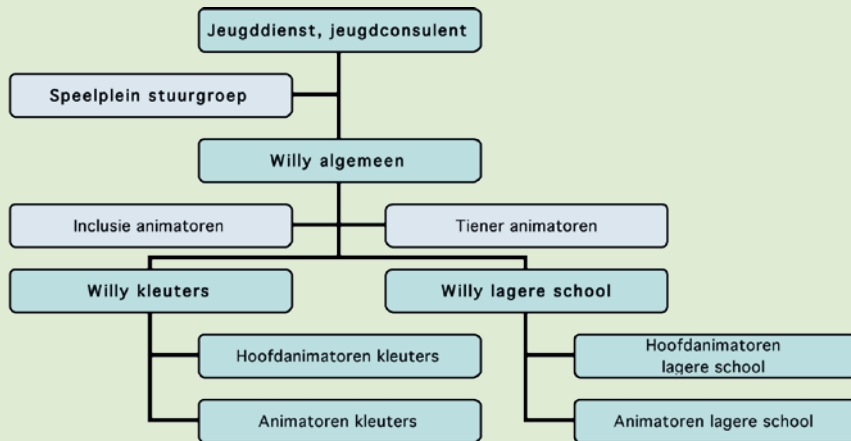 Jeugddienst, jeugdconsulent
Speelplein stuurgroep
Willy algemeen
Inclusie animatoren
Tiener animatoren
Willy kleuters
Willy lagere school
Hoofdanimatoren kleuters
Hoofdanimatoren
lagere school
Animatoren kleuters
Animatoren lagere school